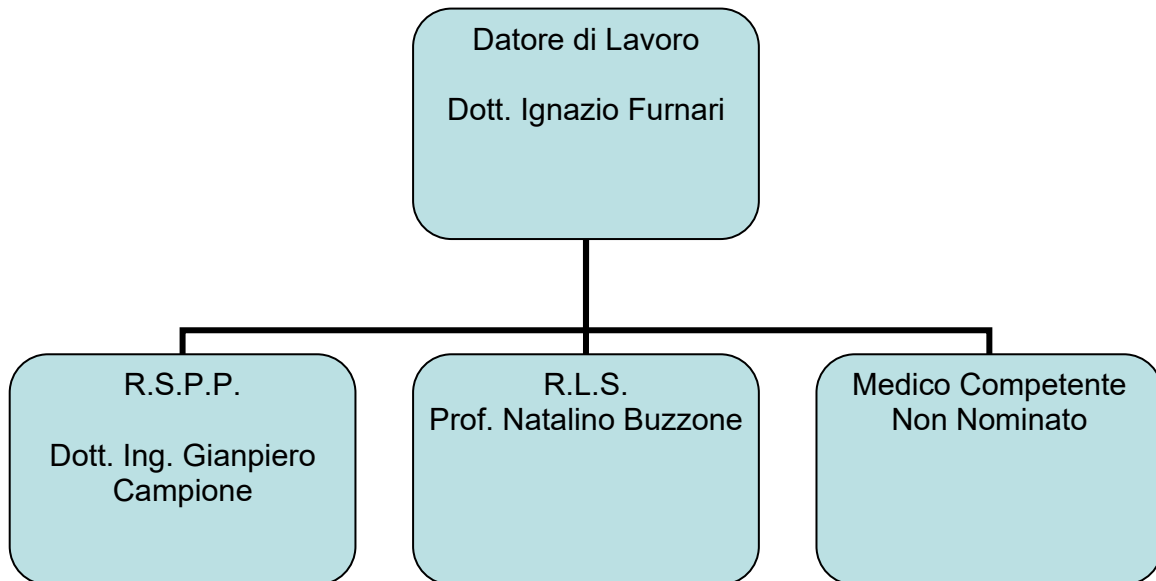 Datore di Lavoro
Dott. Ignazio Furnari
R.S.P.P.
Dott. Ing. Gianpiero
Campione
R.L.S.
Prof. Natalino Buzzone
Medico Competente
Non Nominato